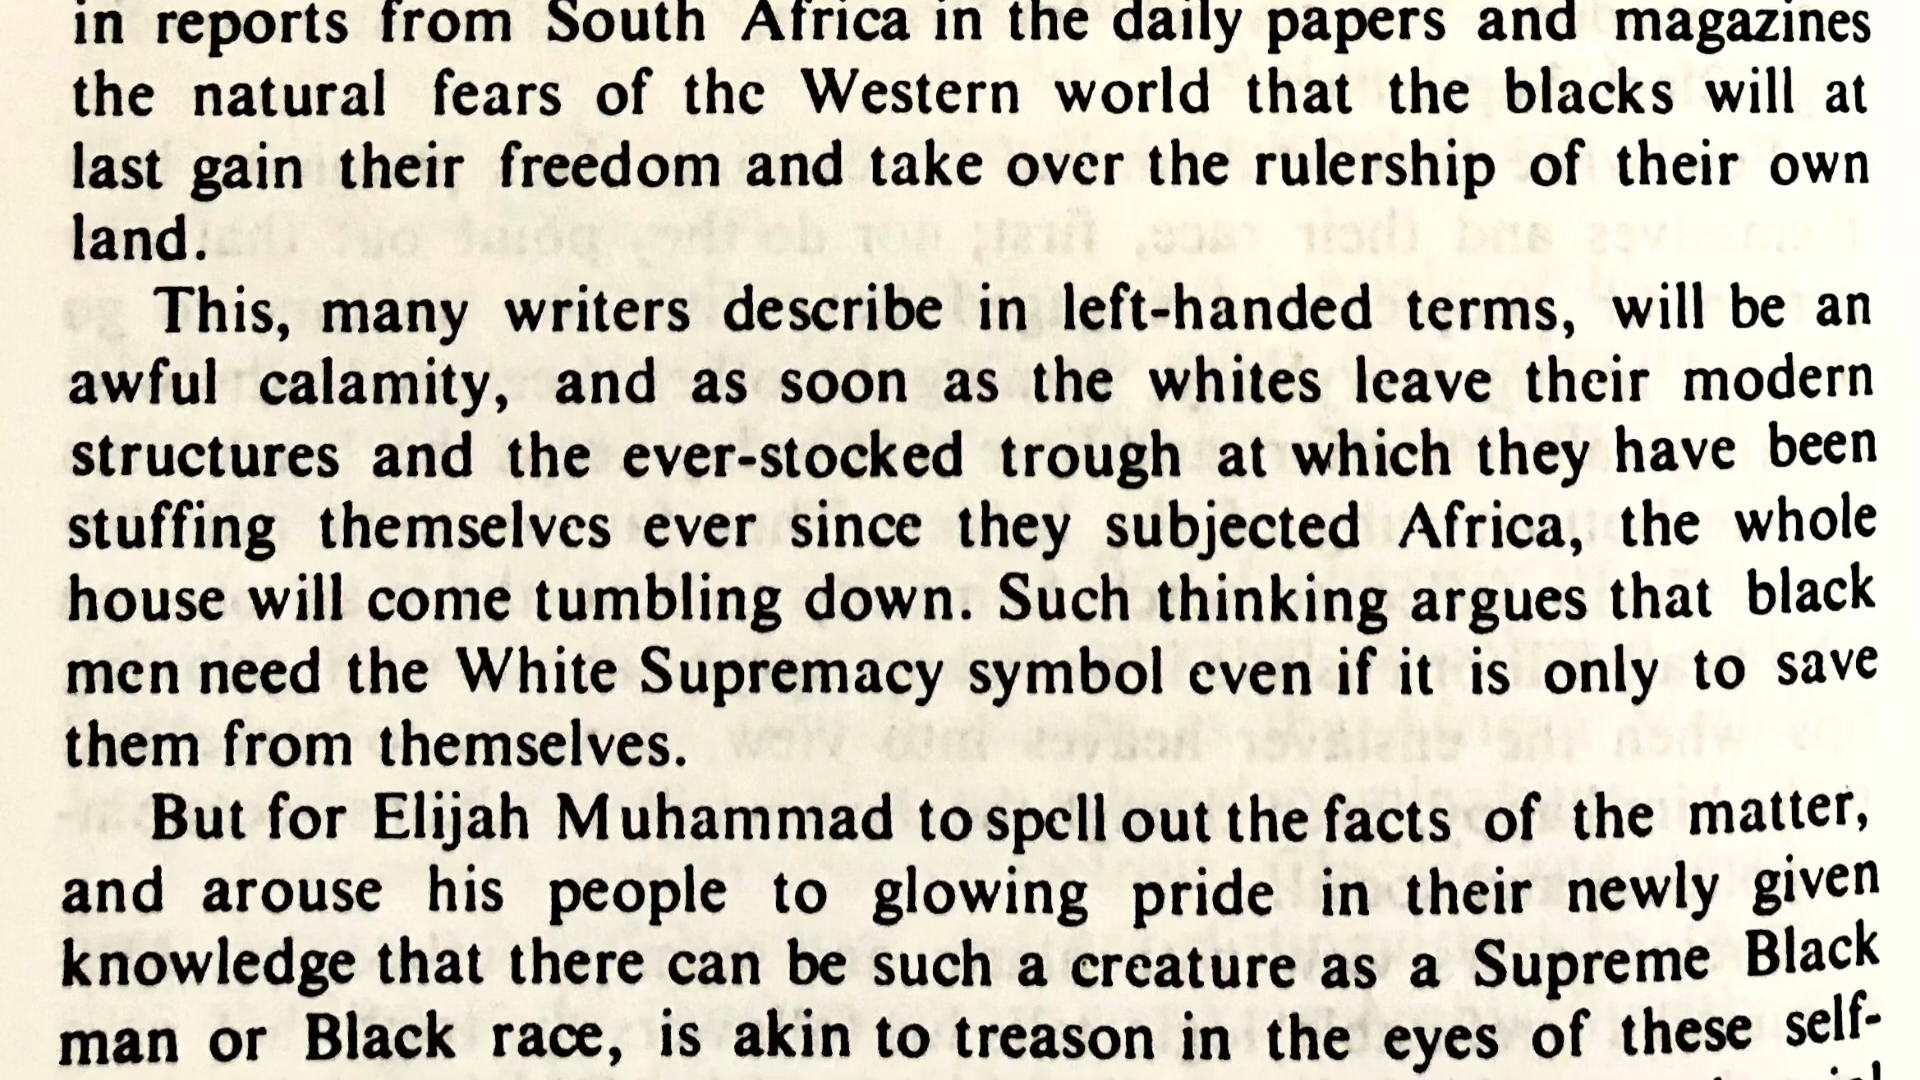 in reports from South Africa in the daily papers and magazines
the natural fears of the Western world that the blacks will at
last gain their freedom and take over the rulership of their own
land.
This, many writers describe in left-handed terms, will be an
awful calamity, and as soon as the whites leave their modern
structures and the ever-stocked trough at which they have been
stuffing themselves ever since they subjected Africa, the whole
house will come tumbling down. Such thinking argues that black
men need the White Supremacy symbol even if it is only to save
them from themselves.
But for Elijah Muhammad to spell out the facts of the matter,
and arouse his people to glowing pride in their newly given
knowledge that there can be such a creature as a Supreme Black
man or Black race, is akin to treason in the eyes of these self-